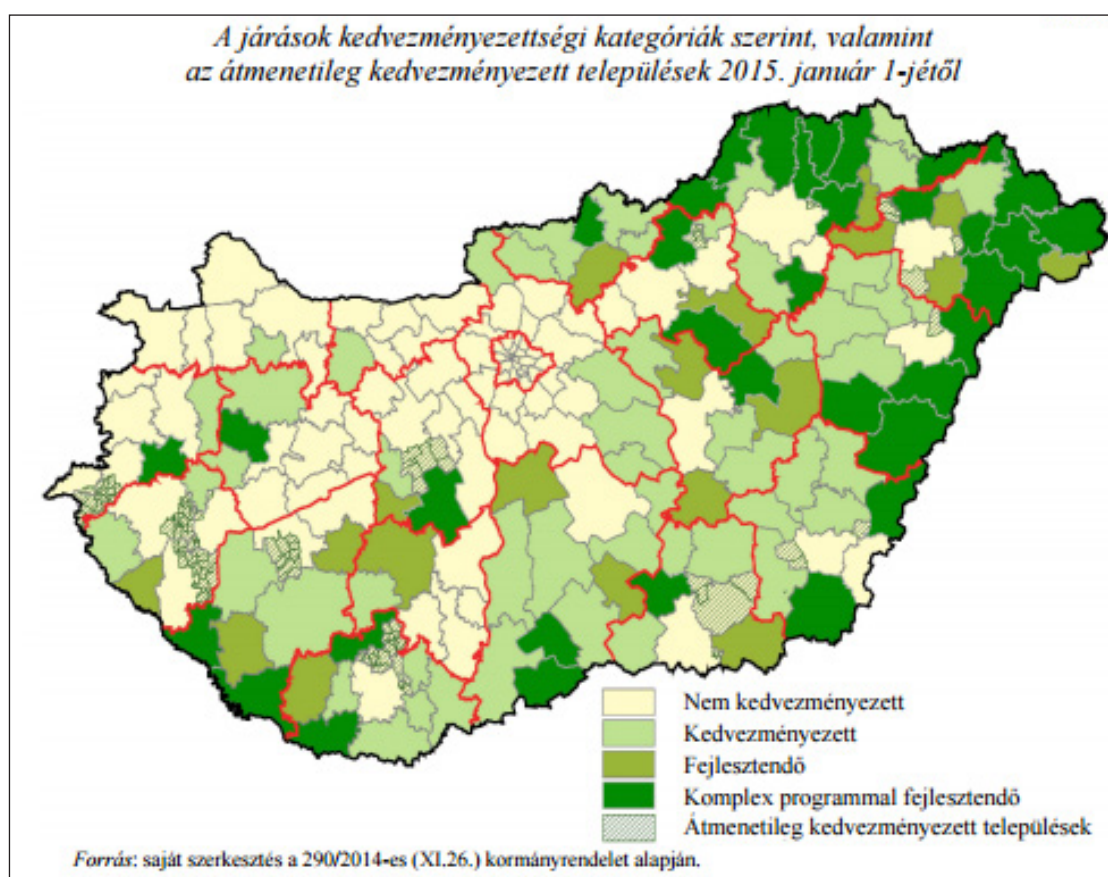 A járások kedvezményezettségi kategóriák szerint, valamint
az átmenetileg kedvezményezett települések 2015. január 1-jétől
Nem kedvezményezett
Kedvezményezett
Fejlesztendő
Komplex programmal fejlesztendő
Átmenetileg kedvezményezett települések
Forrás: saját szerkesztés a 290/2014-es (XI.26.) kormányrendelet alapján.